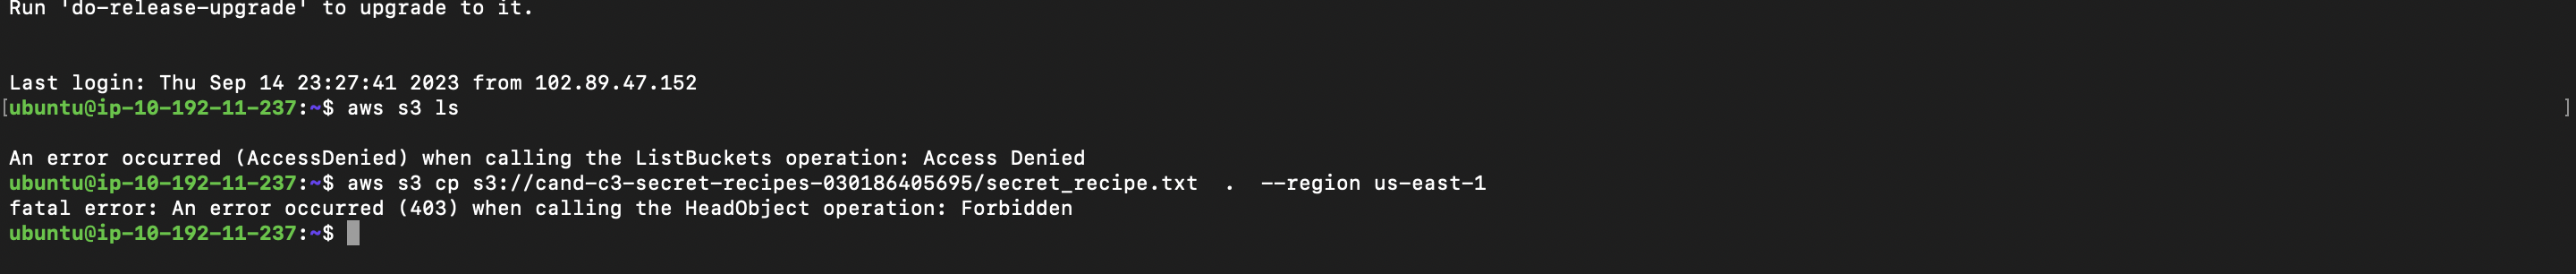 Run 'do-release-upgrade' to upgrade to it.
Last login: Thu Sep 14 23:27:41 2023 from 102.89.47.152
[ubuntu@ip-10-192-11-237:~$ aws s3 ls ]
An error occurred (AccessDenied) when calling the ListBuckets operation: Access Denied
ubuntu@ip-10-192-11-237:~$ aws s3 cp s3://cand-c3-secret-recipes-030186405695/secret_recipe.txt  .  --region us-east-1
fatal error: An error occurred (403) when calling the HeadObject operation: Forbidden
ubuntu@ip-10-192-11-237:~$